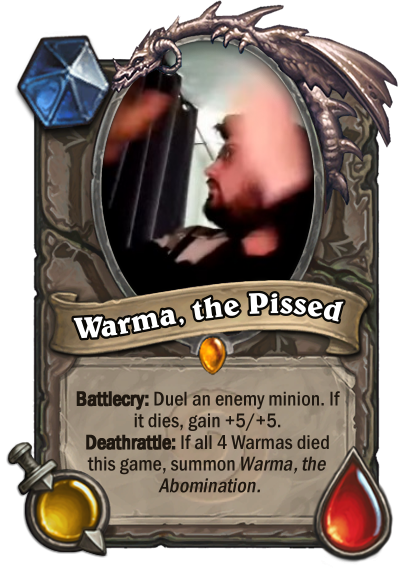 Warma, the Pissed
Battlecry: Duel an enemy minion. If
it dies, gain +5/+5.
Deathrattle: If all 4 Warmas died
this game, summon Warma, the
Abomination.